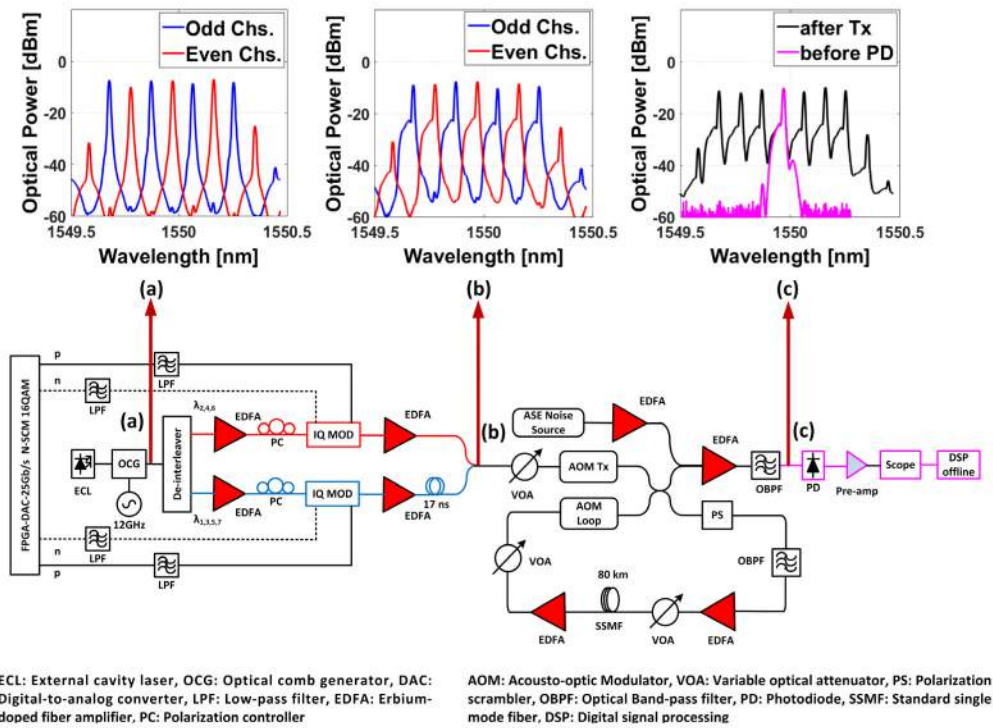 Odd Chs.
Even Chs.
Optical Power [dBm]
0
-20
-40
-60
1549.5
1550
1550.5
Wavelength [nm]
(a)
Odd Chs.
Even Chs.
Optical Power [dBm]
0
-20
-40
-60
1549.5
1550
1550.5
Wavelength [nm]
(b)
after Tx
before PD
Optical Power [dBm]
0
-20
-40
-60
1549.5
1550
1550.5
Wavelength [nm]
(c)
FPGA-DAC-25Gb/s N-SCM 16QAM
p
n
LPF
LPF
(a)
ECL
OCG
12GHz
De-interleaver
λ2,4,6
EDFA
PC
IQ MOD
EDFA
λ1,3,5,7
EDFA
PC
IQ MOD
EDFA
17 ns
n
p
LPF
LPF
(b)
VOA
ASE Noise
Source
EDFA
AOM Tx
AOM
Loop
EDFA
OBPF
(c)
PD
Pre-amp
Scope
DSP
offline
PS
OBPF
VOA
EDFA
80 km
SSMF
VOA
EDFA
ECL: External cavity laser, OCG: Optical comb generator, DAC:
Digital-to-analog converter, LPF: Low-pass filter, EDFA: Erbium-
doped fiber amplifier, PC: Polarization controller
AOM: Acousto-optic Modulator, VOA: Variable optical attenuator, PS: Polarization
scrambler, OBPF: Optical Band-pass filter, PD: Photodiode, SSMF: Standard single
mode fiber, DSP: Digital signal processing